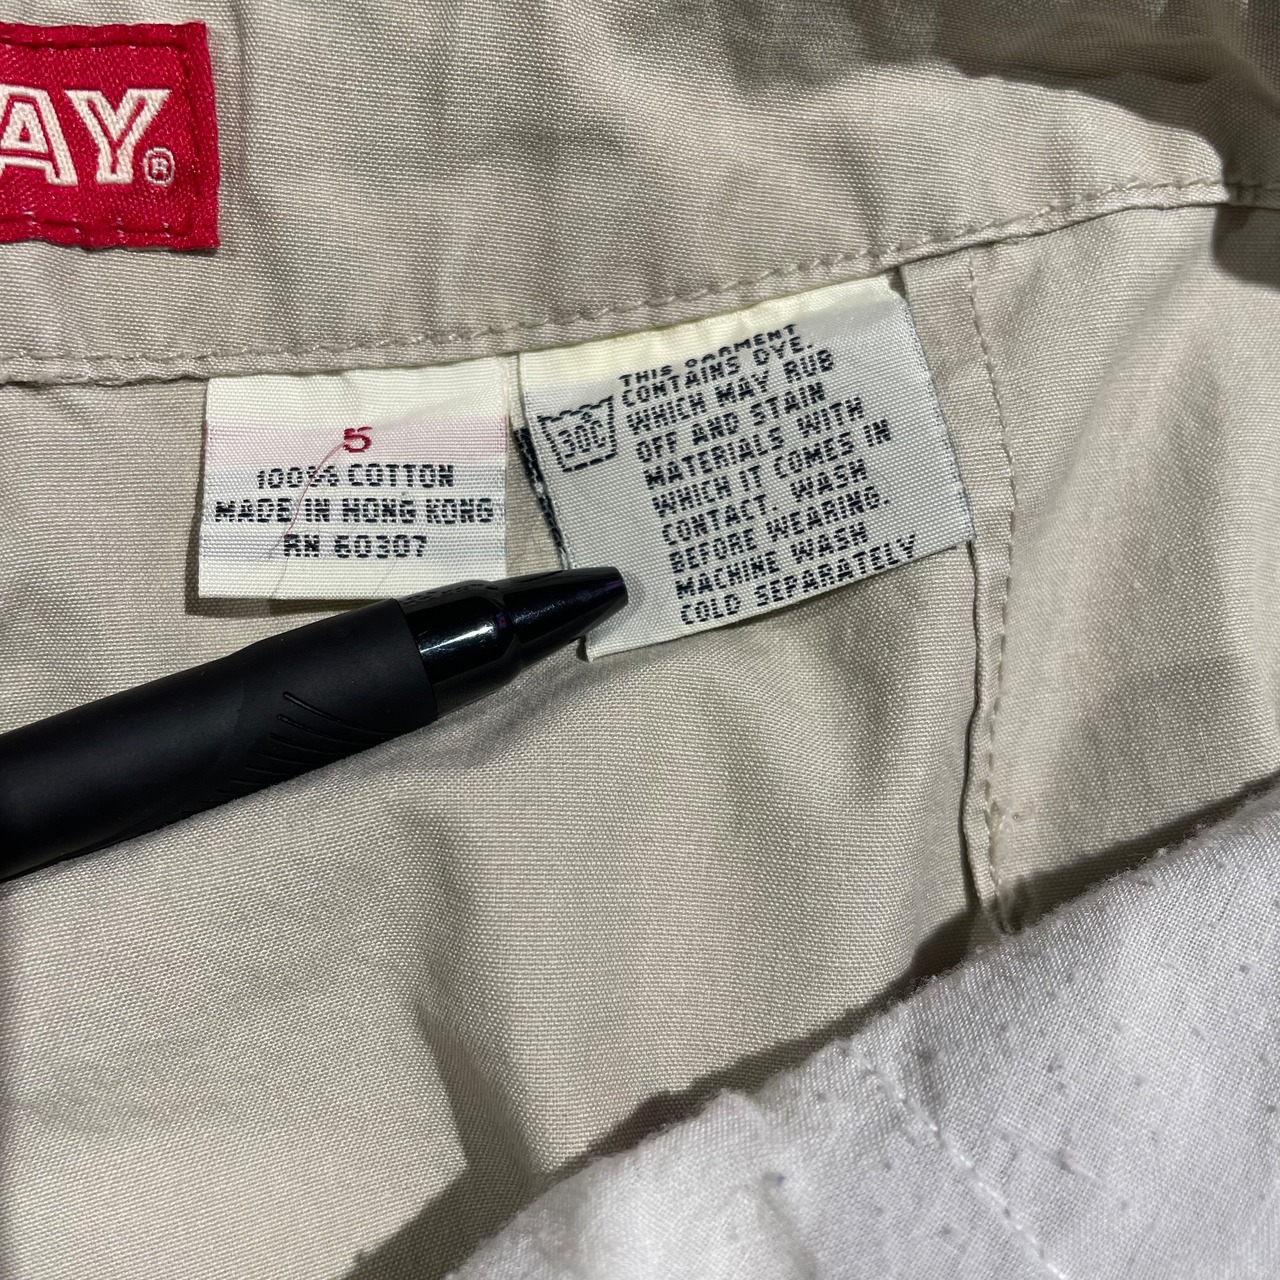 AY®
5
100% COTTON
MADE IN HONG KONG
RN 60307
30C
THIS GARMENT
CONTAINS DYE.
WHICH MAY RUB
OFF AND STAIN
MATERIALS WITH
WHICH IT COMES IN
CONTACT. WASH
BEFORE WEARING.
MACHINE WASH
COLD SEPARATELY